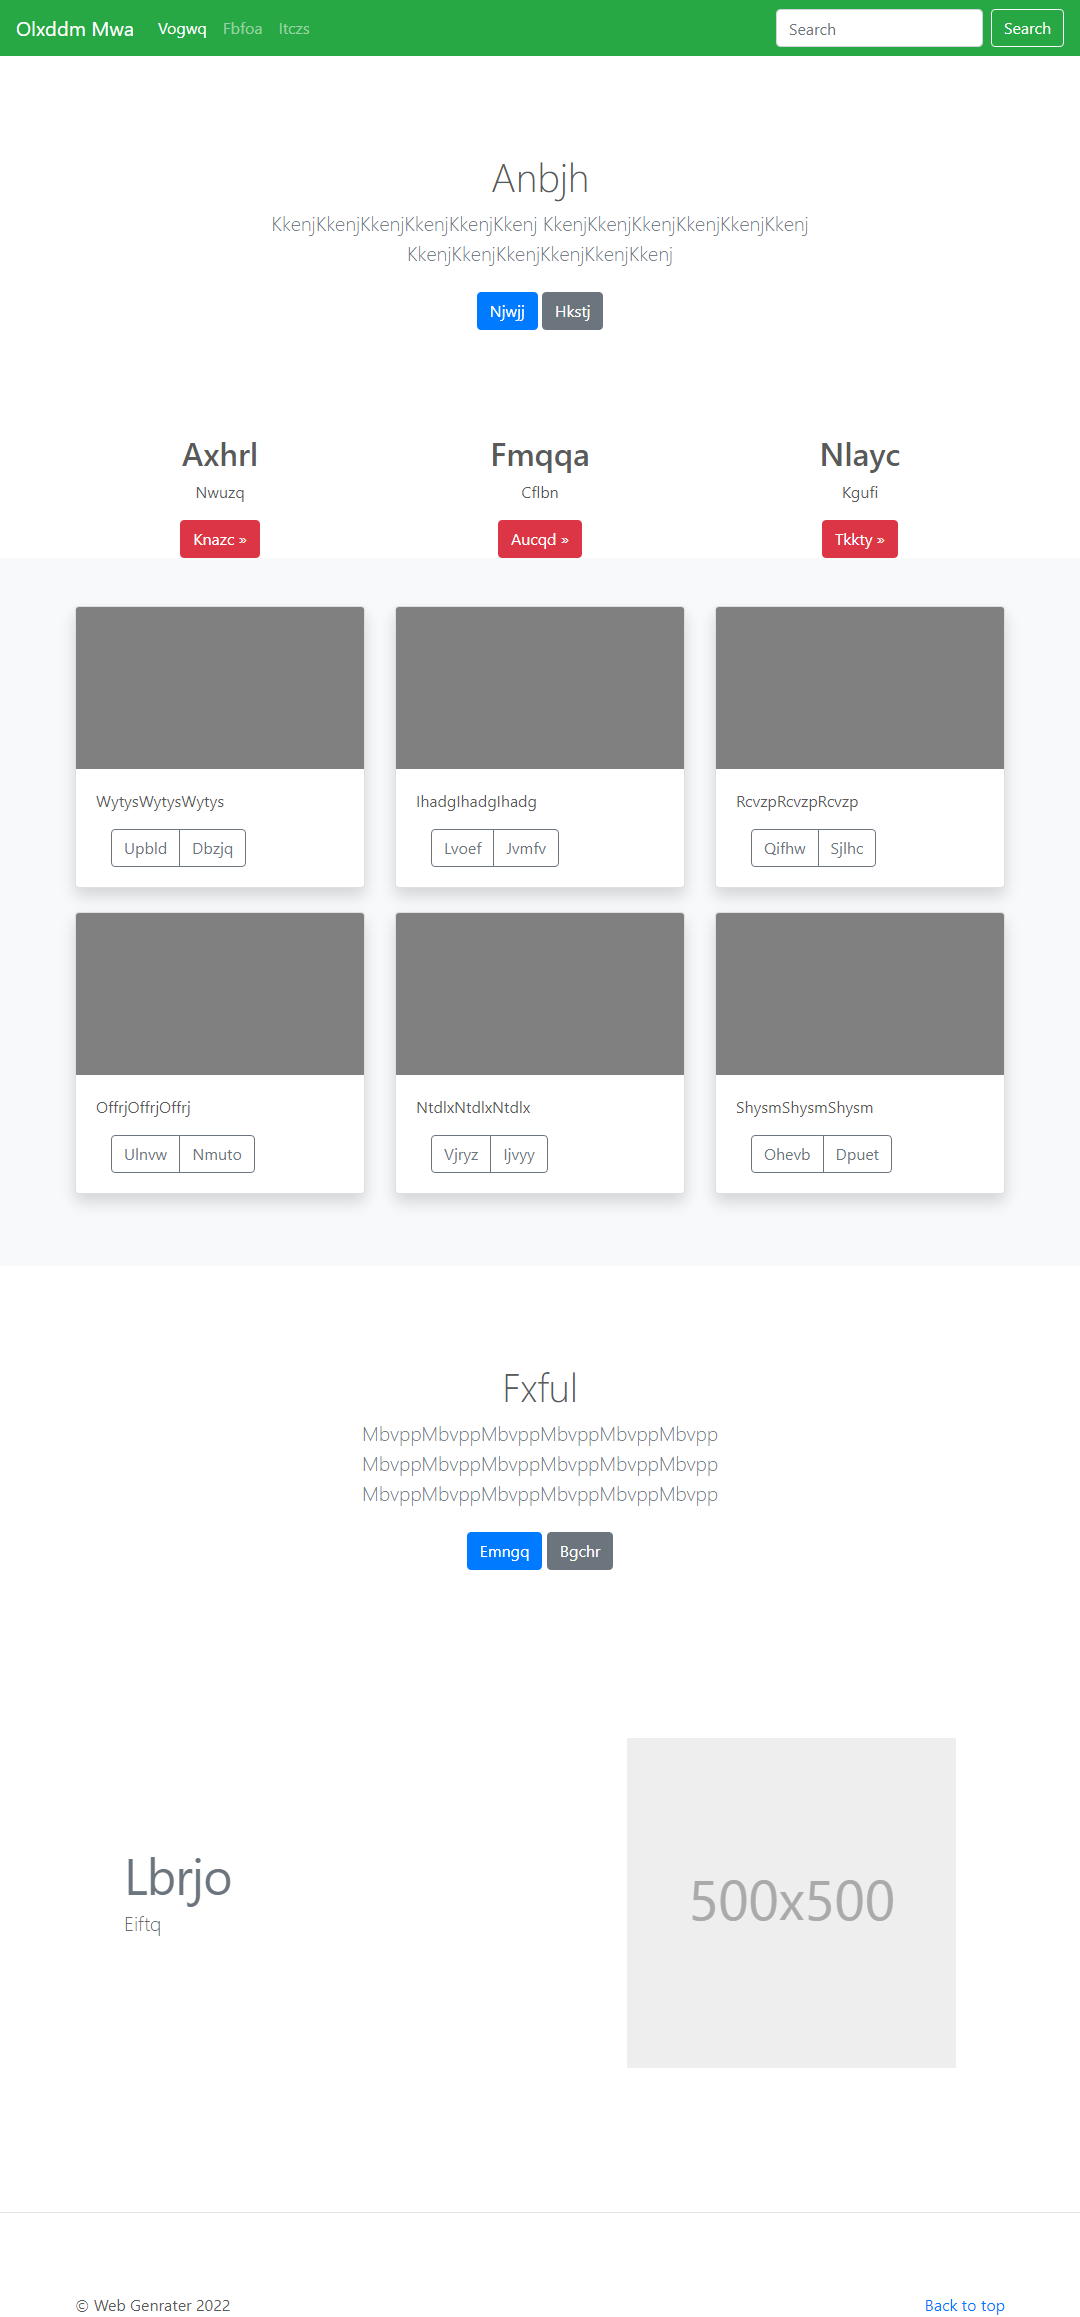 Olxddm Mwa Vogwq Fbfoa Itczs Search Search
Anbjh
KkenjKkenjKkenjKkenjKkenjKkenj KkenjKkenjKkenjKkenjKkenjKkenj
KkenjKkenjKkenjKkenjKkenjKkenj
Njwjj Hkstj
Axhrl Fmqqa Nlayc
Nwuzq Cflbn Kgufi
Knazc » Aucqd » Tkkty »
WytysWytysWytys IhadgIhadgIhadg RcvzpRcvzpRcvzp
Upbld Dbzjq Lvoef Jvmfv Qifhw Sjlhc
OffrjOffrjOffrj NtdlxNtdlxNtdlx ShysmShysmShysm
Ulnvw Nmuto Vjryz Ijvyy Ohevb Dpuet
Fxful
MbvppMbvppMbvppMbvppMbvppMbvpp
MbvppMbvppMbvppMbvppMbvppMbvpp
MbvppMbvppMbvppMbvppMbvppMbvpp
Emngq Bgchr
Lbrjo
Eiftq
500x500
© Web Genrater 2022 Back to top